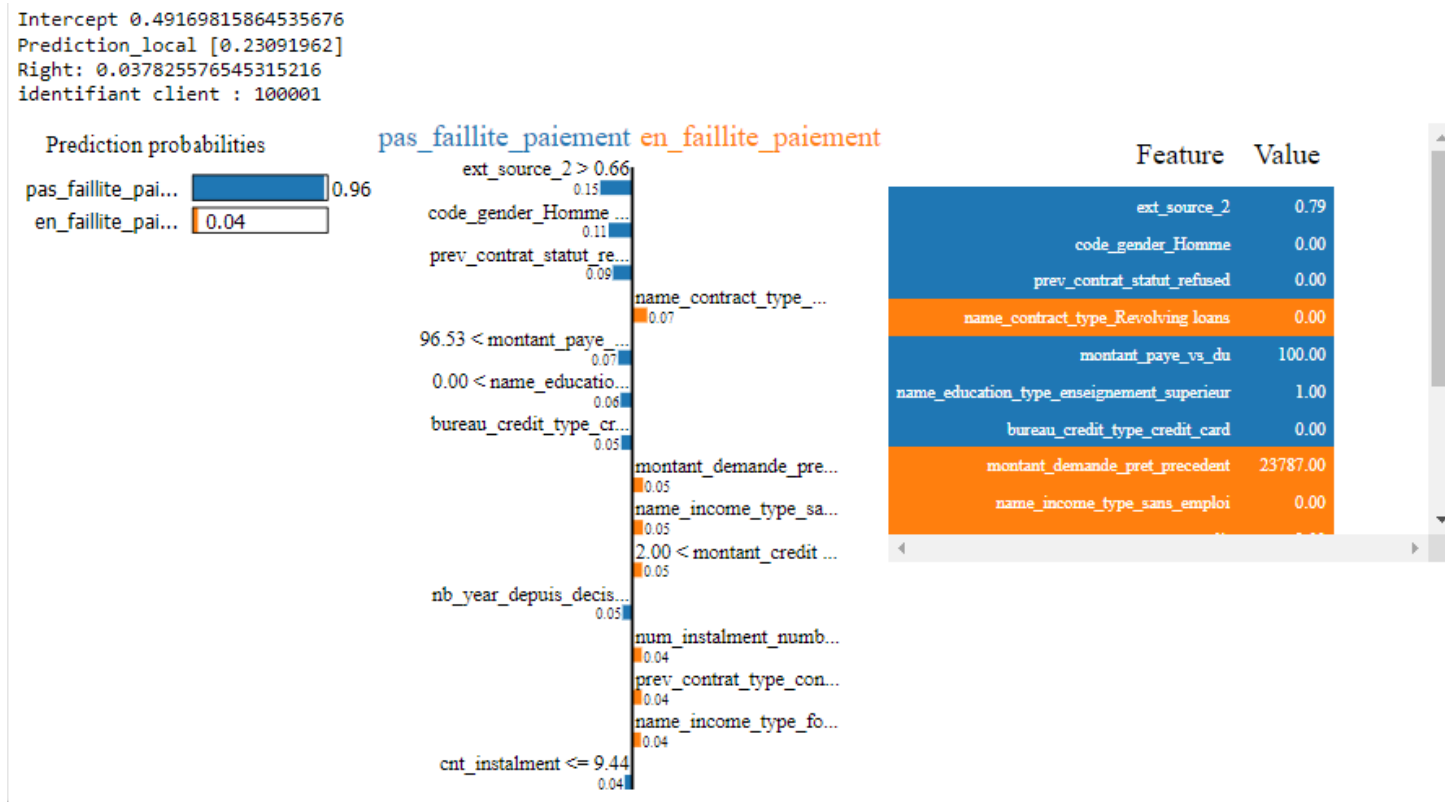 Intercept 0.49169815864535676
Prediction_local [0.23091962]
Right: 0.037825576545315216
identifiant client : 100001
Prediction probabilities
pas_faillite_pai... 0.96
en_faillite_pai... 0.04
pas_faillite_paiement en_faillite_paiement
ext_source_2 > 0.66
0.15
code_gender_Homme ...
0.11
prev_contrat_statut_re...
0.09
name_contract_type_...
0.07
96.53 < montant_paye_...
0.07
0.00 < name_educatio...
0.06
bureau_credit_type_cr...
0.05
montant_demande_pre...
0.05
name_income_type_sa...
0.05
2.00 < montant_credit ...
0.05
nb_year_depuis_decis...
0.05
num_instalment_numb...
0.04
prev_contrat_type_con...
0.04
name_income_type_fo...
0.04
cnt_instalment <= 9.44
0.04
Feature Value
ext_source_2 0.79
code_gender_Homme 0.00
prev_contrat_statut_refused 0.00
name_contract_type_Revolving loans 0.00
montant_paye_vs_du 100.00
name_education_type_enseignement_superieur 1.00
bureau_credit_type_credit_card 0.00
montant_demande_pret_precedent 23787.00
name_income_type_sans_emploi 0.00